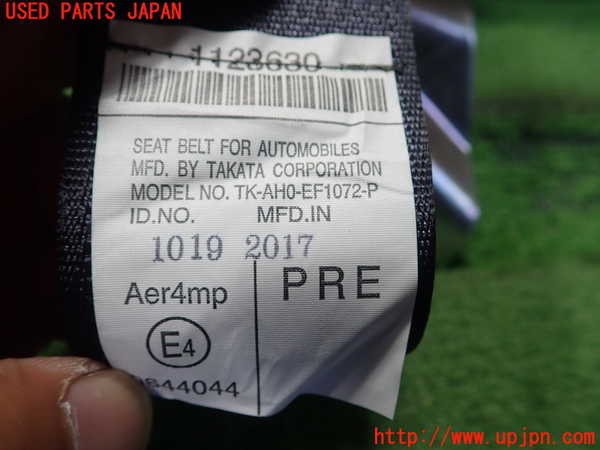 USED PARTS JAPAN
1123630
SEAT BELT FOR AUTOMOBILES
MFD. BY TAKATA CORPORATION
MODEL NO. TK-AH0-EF1072-P
ID.NO. MFD.IN
1019 2017
Aer4mp
PRE
E4
http://www.upjpn.com